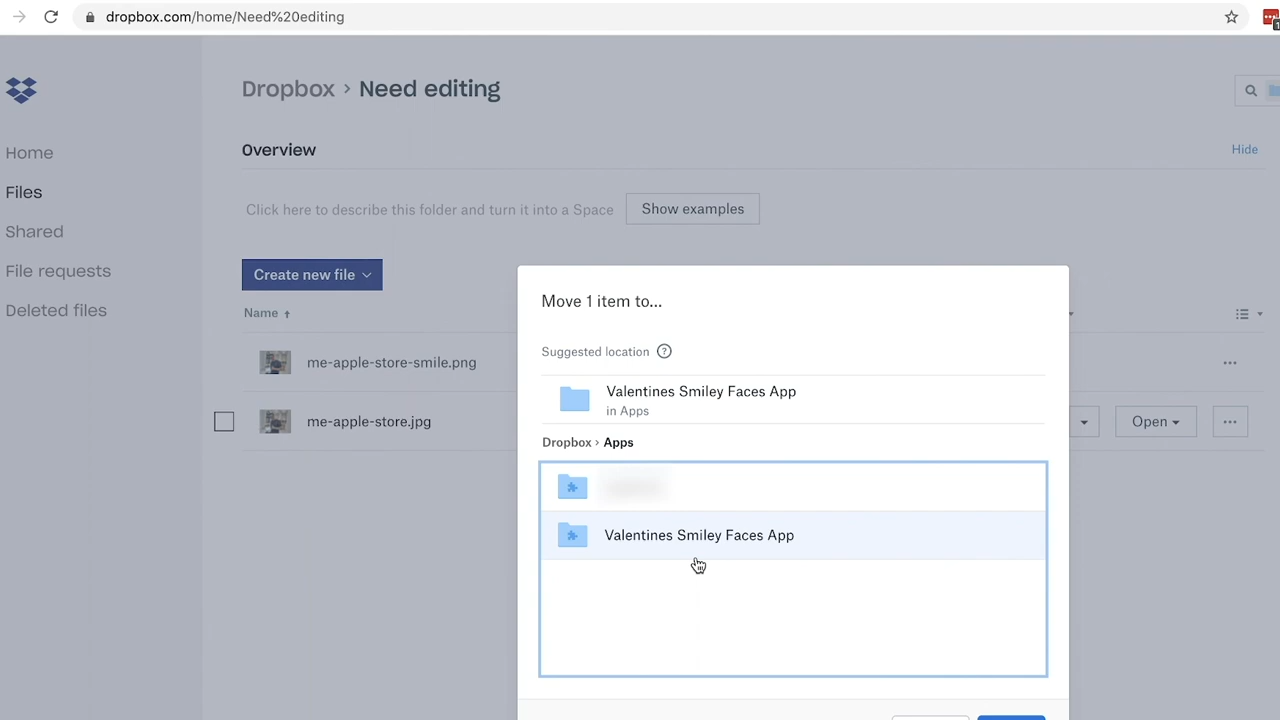 dropbox.com/home/Need%20editing
1
Dropbox › Need editing
Home
Files
Shared
File requests
Deleted files
Overview
Hide
Click here to describe this folder and turn it into a Space
Show examples
Create new file
Name
me-apple-store-smile.png
me-apple-store.jpg
Open
Move 1 item to...
Suggested location ?
Valentines Smiley Faces App
in Apps
Dropbox › Apps
Valentines Smiley Faces App